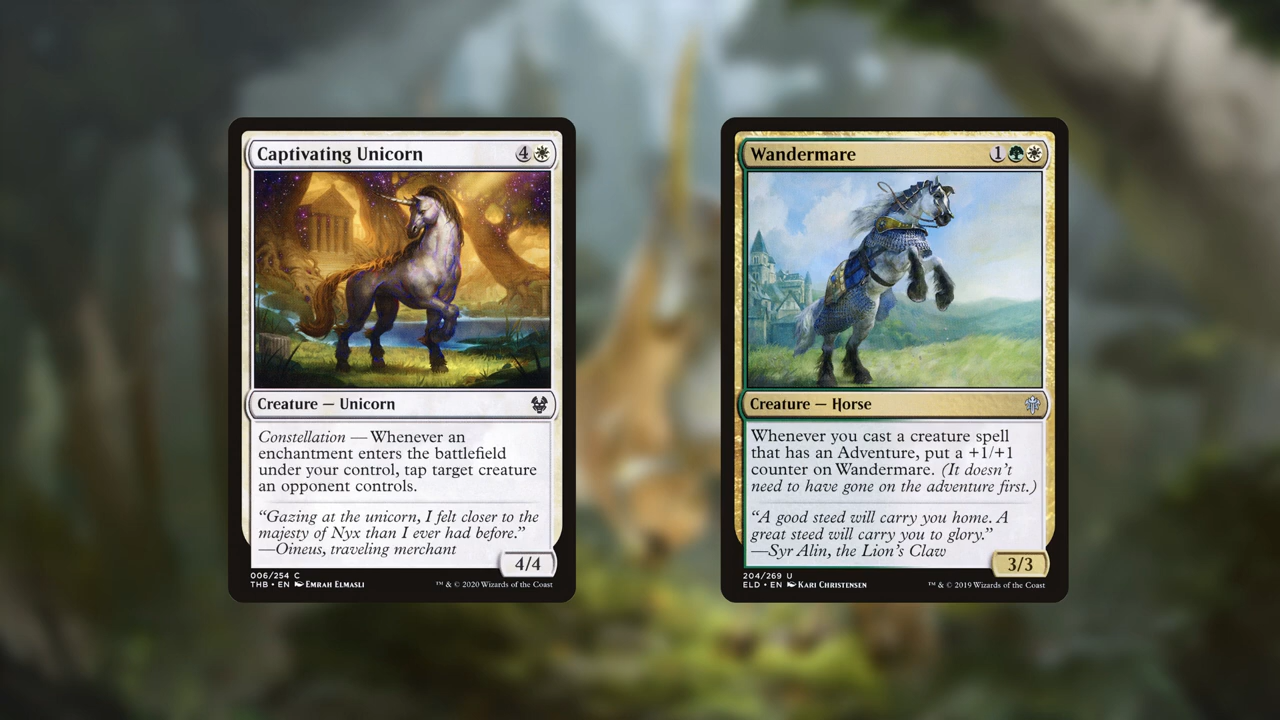 Captivating Unicorn 4
Creature — Unicorn
Constellation — Whenever an
enchantment enters the battlefield
under your control, tap target creature
an opponent controls.
“Gazing at the unicorn, I felt closer to the
majesty of Nyx than I ever had before.”
—Oineus, traveling merchant
4/4
006/254 C
THB • EN Emrah Elmasli
™ & © 2020 Wizards of the Coast
Wandermare 1
Creature — Horse
Whenever you cast a creature spell
that has an Adventure, put a +1/+1
counter on Wandermare. (It doesn’t
need to have gone on the adventure first.)
“A good steed will carry you home. A
great steed will carry you to glory.”
—Syr Alin, the Lion’s Claw
3/3
204/269 U
ELD • EN Kari Christensen
™ & © 2019 Wizards of the Coast